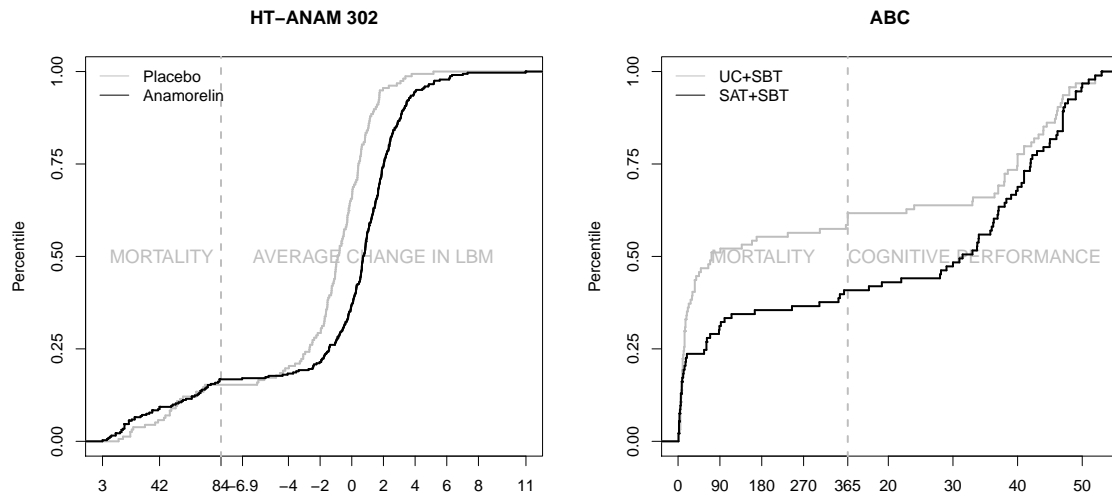 HT−ANAM 302
Placebo
Anamorelin
Percentile
1.00
0.75
0.50
0.25
0.00
MORTALITY
AVERAGE CHANGE IN LBM
3 42 84 −6.9 −4 −2 0 2 4 6 8 11
ABC
UC+SBT
SAT+SBT
Percentile
1.00
0.75
0.50
0.25
0.00
MORTALITY
COGNITIVE PERFORMANCE
0 90 180 270 365 20 30 40 50